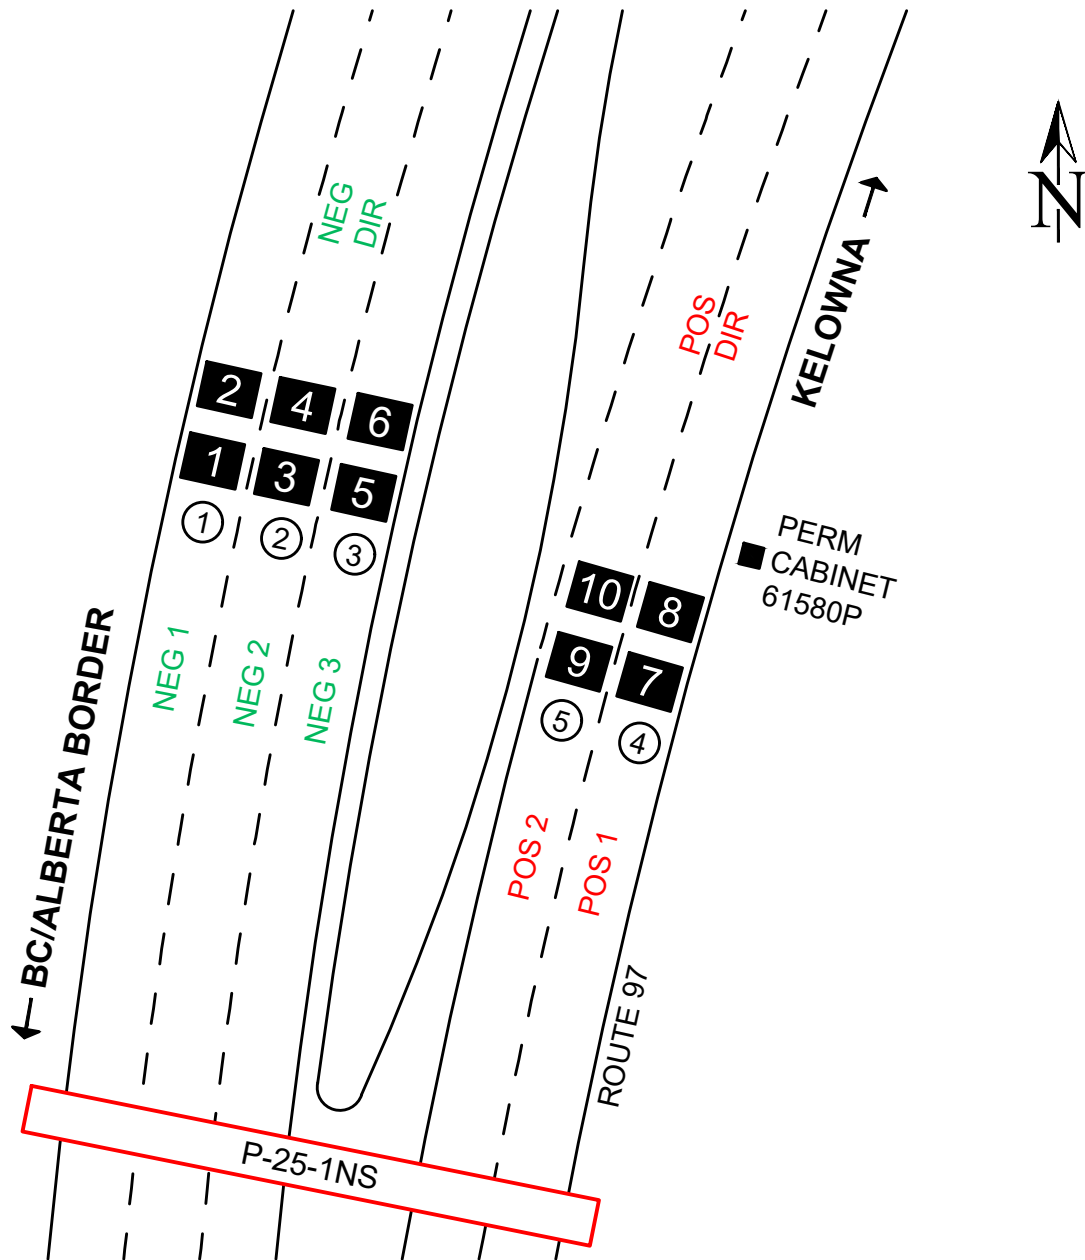 N
NEG
DIR
POS
DIR
KELOWNA
2
4
6
1
3
5
1
2
3
PERM
CABINET
61580P
10
8
9
7
5
4
BC/ALBERTA BORDER
NEG 1
NEG 2
NEG 3
POS 2
POS 1
ROUTE 97
P-25-1NS